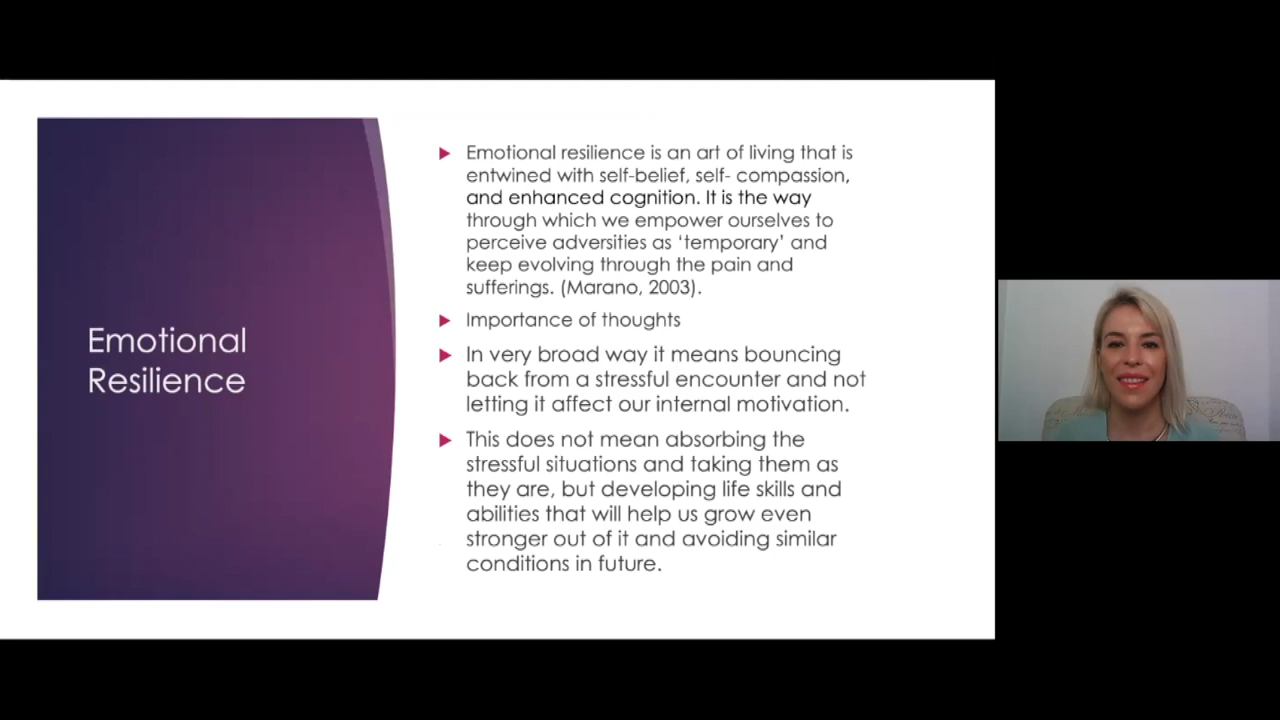 Emotional
Resilience
Emotional resilience is an art of living that is
entwined with self-belief, self- compassion,
and enhanced cognition. It is the way
through which we empower ourselves to
perceive adversities as ‘temporary’ and
keep evolving through the pain and
sufferings. (Marano, 2003).
Importance of thoughts
In very broad way it means bouncing
back from a stressful encounter and not
letting it affect our internal motivation.
This does not mean absorbing the
stressful situations and taking them as
they are, but developing life skills and
abilities that will help us grow even
stronger out of it and avoiding similar
conditions in future.